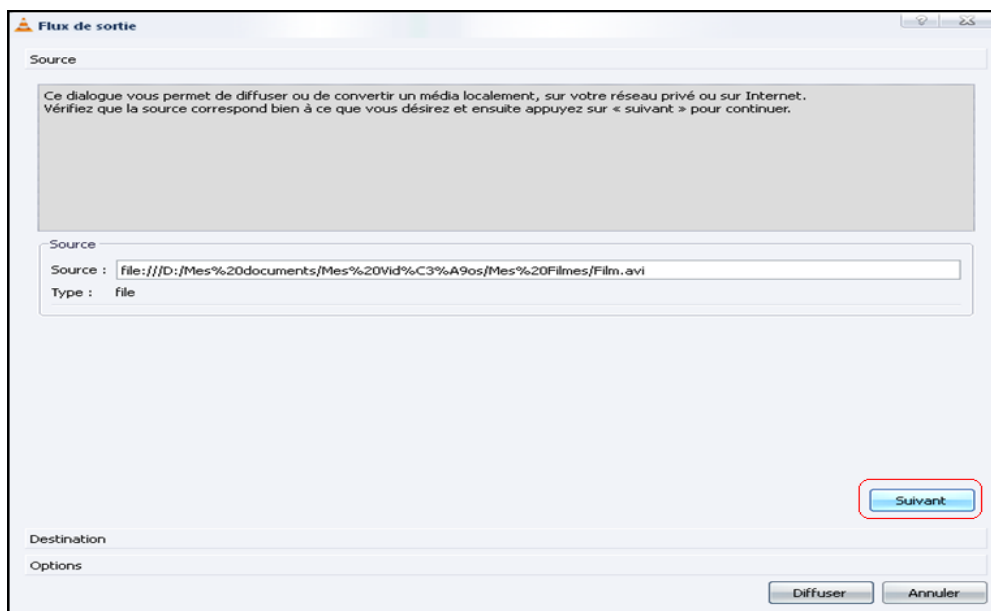 Flux de sortie
Source
Ce dialogue vous permet de diffuser ou de convertir un média localement, sur votre réseau privé ou sur Internet.
Vérifiez que la source correspond bien à ce que vous désirez et ensuite appuyez sur « suivant » pour continuer.
Source
Source : file:///D:/Mes%20documents/Mes%20Vid%C3%A9os/Mes%20Filmes/Film.avi
Type : file
Suivant
Destination
Options
Diffuser Annuler